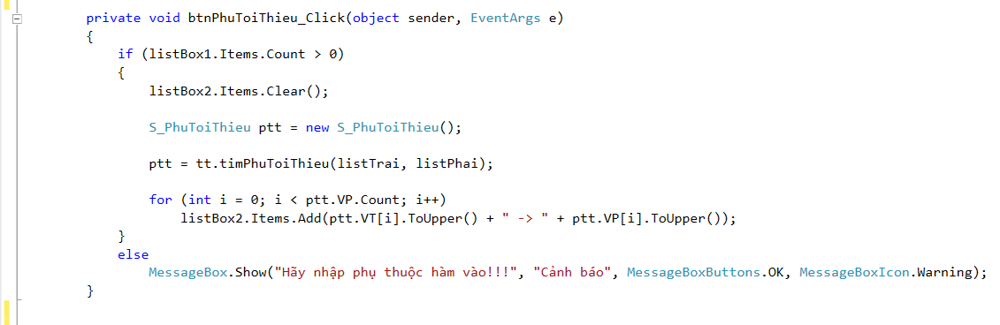 private void btnPhuToiThieu_Click(object sender, EventArgs e)
{
if (listBox1.Items.Count > 0)
{
listBox2.Items.Clear();
S_PhuToiThieu ptt = new S_PhuToiThieu();
ptt = tt.timPhuToiThieu(listTrai, listPhai);
for (int i = 0; i < ptt.VP.Count; i++)
listBox2.Items.Add(ptt.VT[i].ToUpper() + " -> " + ptt.VP[i].ToUpper());
}
else
MessageBox.Show("Hãy nhập phụ thuộc hàm vào!!!", "Cảnh báo", MessageBoxButtons.OK, MessageBoxIcon.Warning);
}